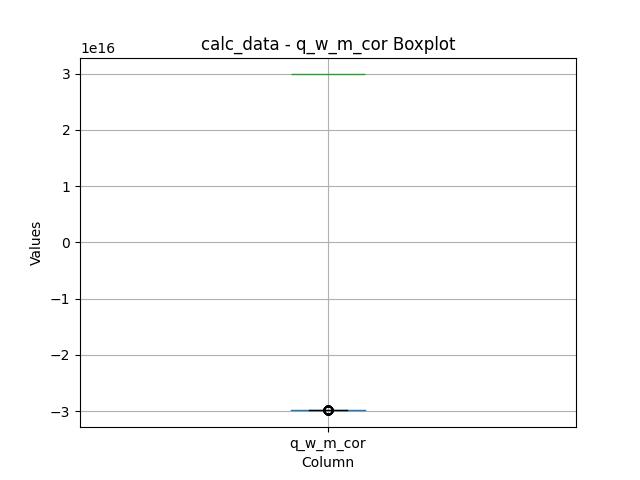 calc_data - q_w_m_cor Boxplot
1e16
3
2
1
0
−1
−2
−3
Values
q_w_m_cor
Column